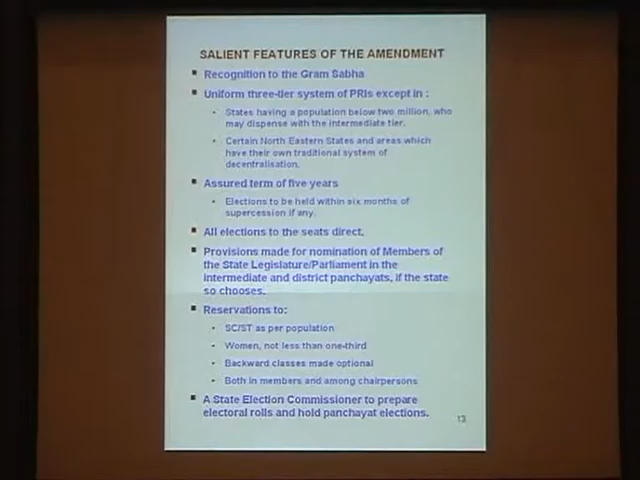 SALIENT FEATURES OF THE AMENDMENT
▪ Recognition to the Gram Sabha
▪ Uniform three-tier system of PRIs except in :
• States having a population below two million, who
may dispense with the intermediate tier.
• Certain North Eastern States and areas which
have their own traditional system of
decentralisation.
▪ Assured term of five years
• Elections to be held within six months of
supercession if any.
▪ All elections to the seats direct.
▪ Provisions made for nomination of Members of
the State Legislature/Parliament in the
intermediate and district panchayats, if the state
so chooses.
▪ Reservations to:
• SC/ST as per population
• Women, not less than one-third
• Backward classes made optional
• Both in members and among chairpersons
▪ A State Election Commissioner to prepare
electoral rolls and hold panchayat elections.
13